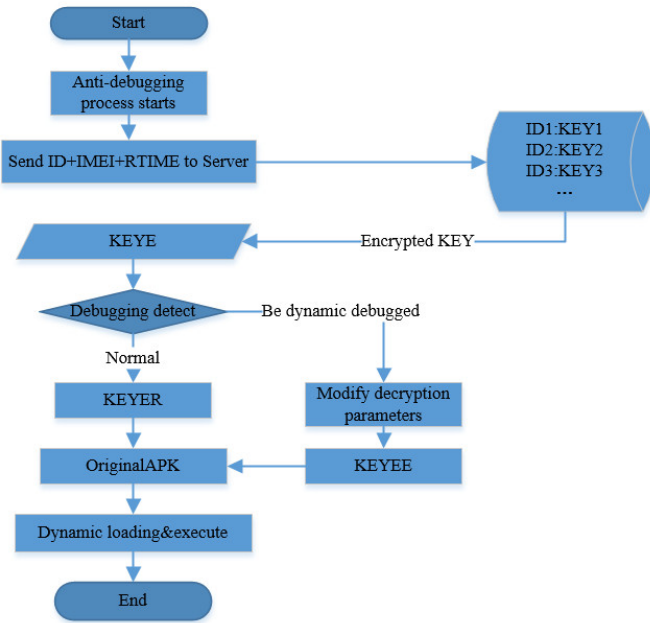 Start
Anti-debugging
process starts
Send ID+IMEI+RTIME to Server
ID1:KEY1
ID2:KEY2
ID3:KEY3
...
KEYE
Encrypted KEY
Debugging detect
Be dynamic debugged
Normal
KEYER
Modify decryption
parameters
OriginalAPK
KEYEE
Dynamic loading&execute
End